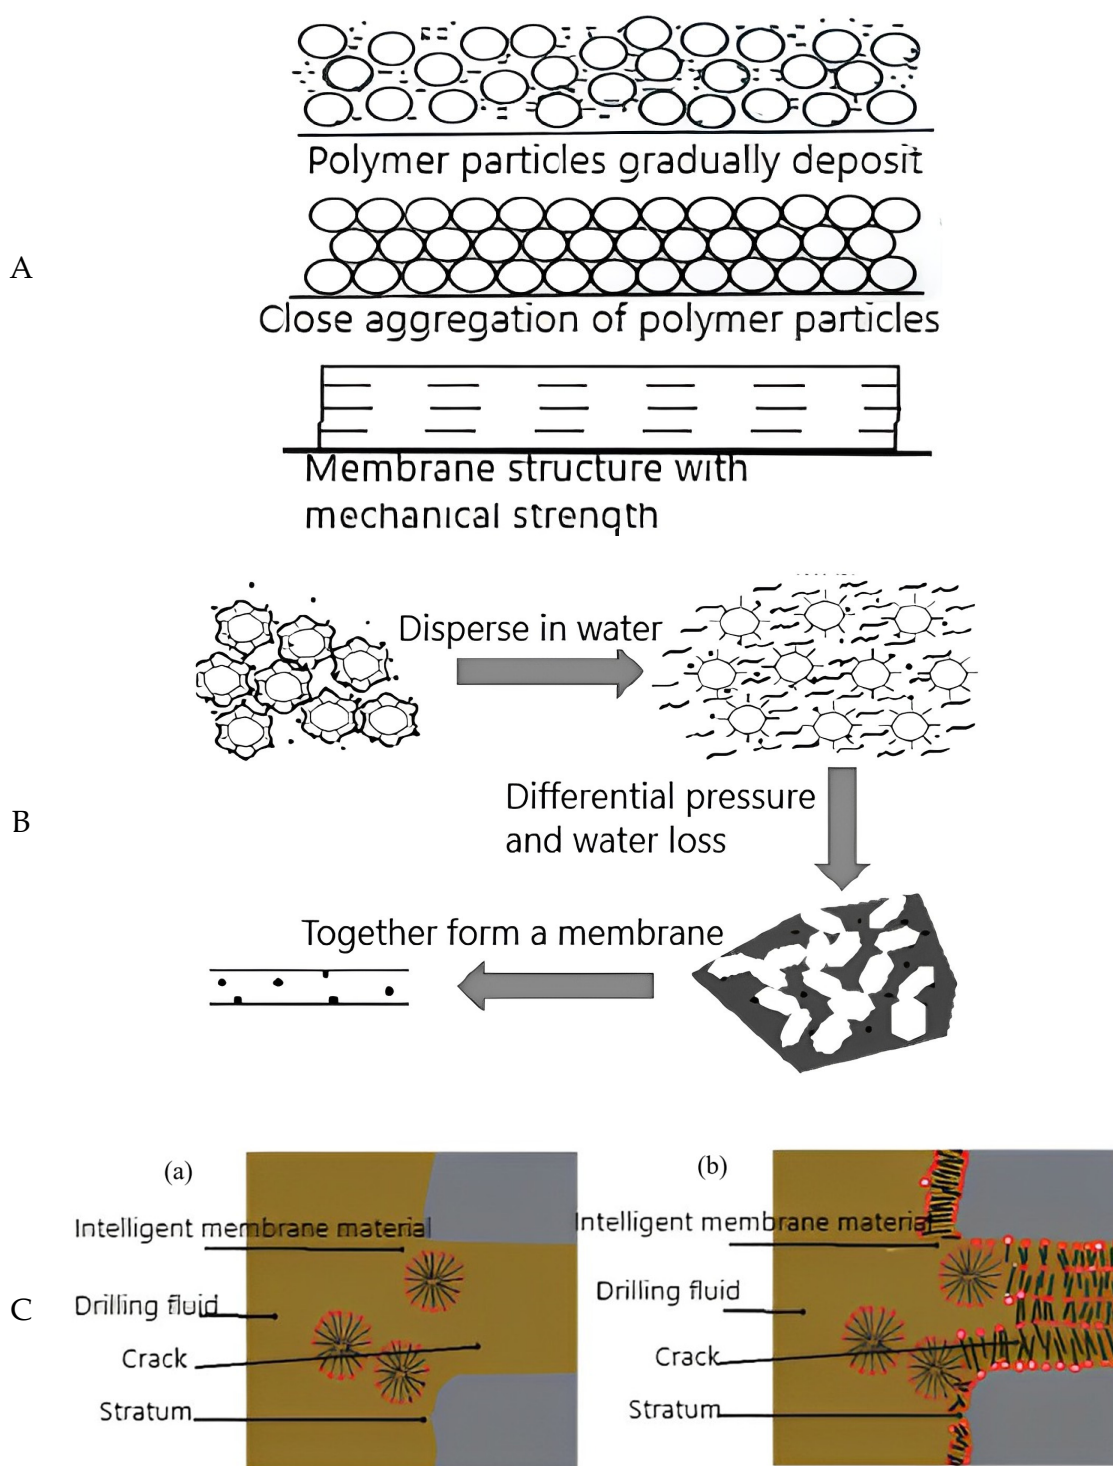 Polymer particles gradually deposit
A
Close aggregation of polymer particles
Membrane structure with
mechanical strength
Disperse in water
B
Differential pressure
and water loss
Together form a membrane
C
(a)
Intelligent membrane material
Drilling fluid
Crack
Stratum
(b)
Intelligent membrane material
Drilling fluid
Crack
Stratum